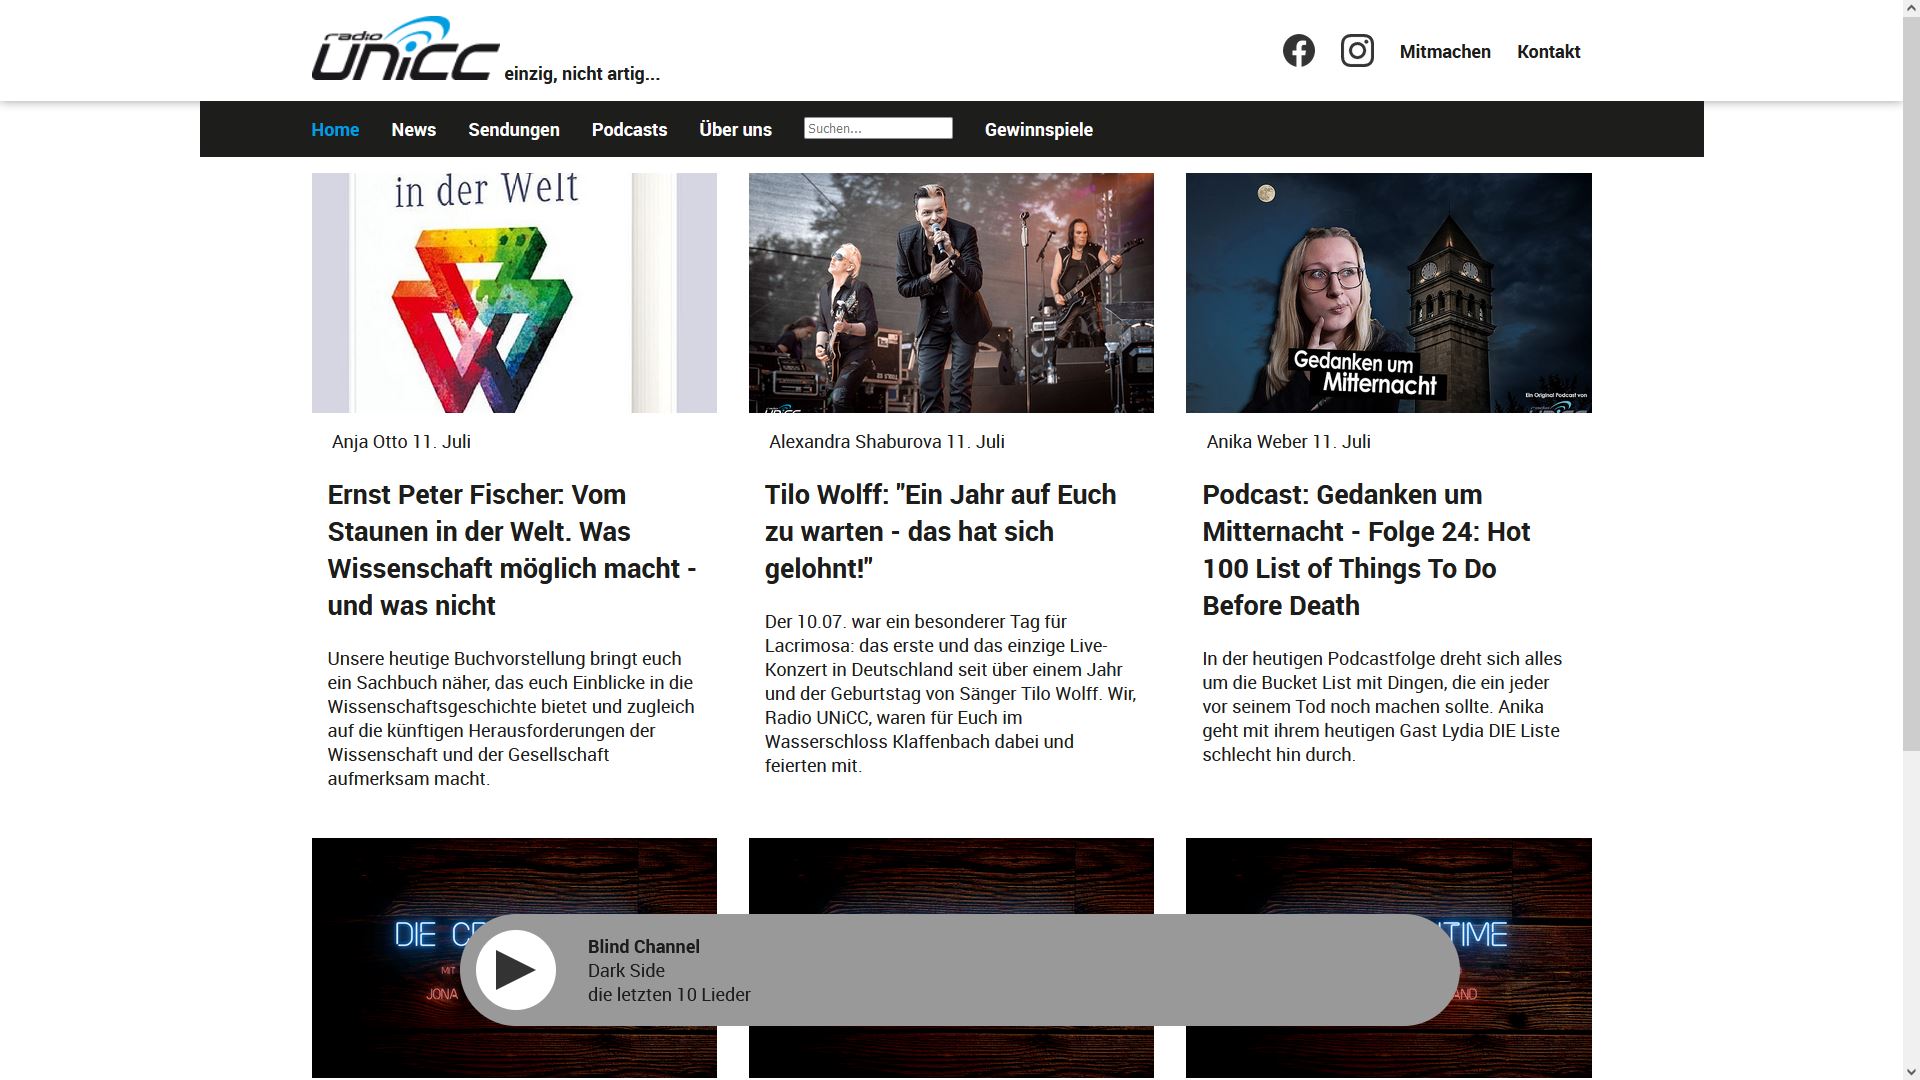 radio
UNiCC
einzig, nicht artig...
Mitmachen
Kontakt
Home
News
Sendungen
Podcasts
Über uns
Suchen...
Gewinnspiele
in der Welt
UNiCC
Gedanken um
Mitternacht
Ein Original Podcast von
UNiCC
Anja Otto 11. Juli
Ernst Peter Fischer: Vom
Staunen in der Welt. Was
Wissenschaft möglich macht -
und was nicht
Unsere heutige Buchvorstellung bringt euch
ein Sachbuch näher, das euch Einblicke in die
Wissenschaftsgeschichte bietet und zugleich
auf die künftigen Herausforderungen der
Wissenschaft und der Gesellschaft
aufmerksam macht.
Alexandra Shaburova 11. Juli
Tilo Wolff: "Ein Jahr auf Euch
zu warten - das hat sich
gelohnt!"
Der 10.07. war ein besonderer Tag für
Lacrimosa: das erste und das einzige Live-
Konzert in Deutschland seit über einem Jahr
und der Geburtstag von Sänger Tilo Wolff. Wir,
Radio UNiCC, waren für Euch im
Wasserschloss Klaffenbach dabei und
feierten mit.
Anika Weber 11. Juli
Podcast: Gedanken um
Mitternacht - Folge 24: Hot
100 List of Things To Do
Before Death
In der heutigen Podcastfolge dreht sich alles
um die Bucket List mit Dingen, die ein jeder
vor seinem Tod noch machen sollte. Anika
geht mit ihrem heutigen Gast Lydia DIE Liste
schlecht hin durch.
DIE
MIT
JONA
TIME
AND
Blind Channel
Dark Side
die letzten 10 Lieder